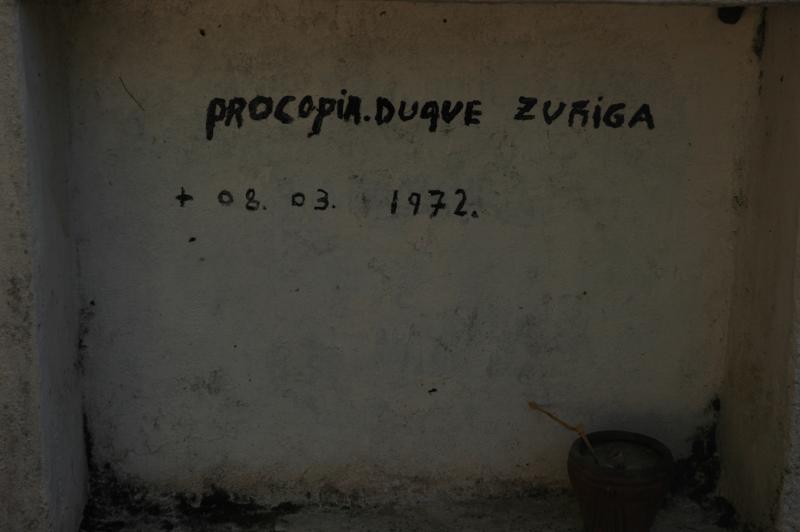 PROCOPIA.DUQUE ZUÑIGA
+ 08. 03. 1972.